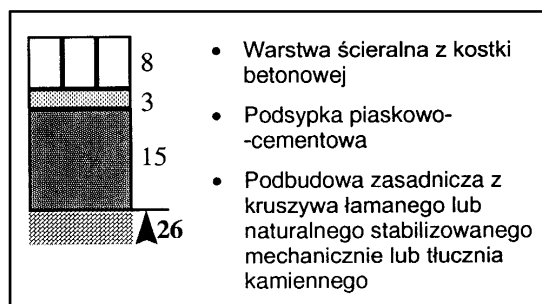 8
3
15
26
• Warstwa ścieralna z kostki
betonowej
• Podsypka piaskowo-
-cementowa
• Podbudowa zasadnicza z
kruszywa łamanego lub
naturalnego stabilizowanego
mechanicznie lub tłucznia
kamiennego